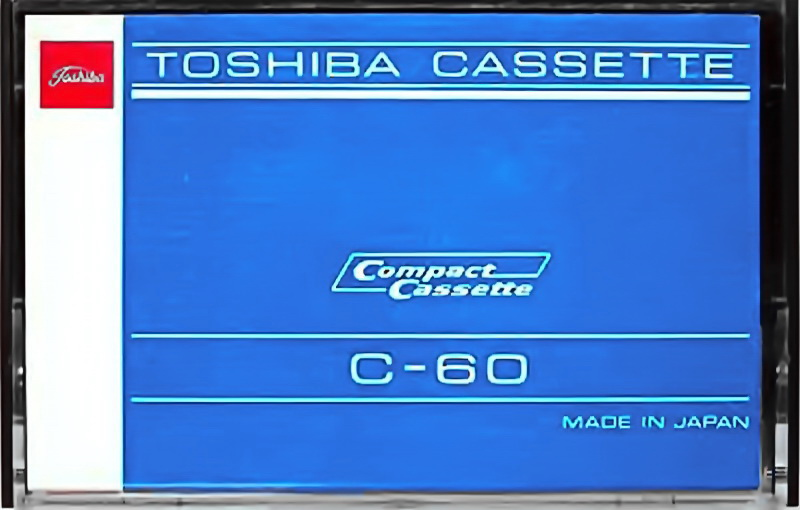 Toshiba
TOSHIBA CASSETTE
Compact
Cassette
C-60
MADE IN JAPAN